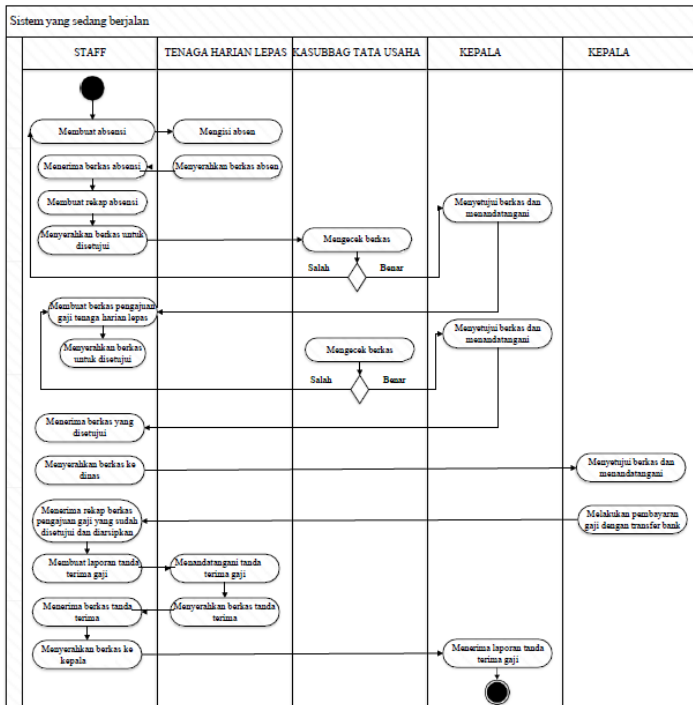 Sistem yang sedang berjalan
STAFF
TENAGA HARIAN LEPAS
KASUBBAG TATA USAHA
KEPALA
KEPALA
Membuat absensi
Mengisi absen
Menerima berkas absensi
Menyerahkan berkas absen
Membuat rekap absensi
Menyetujui berkas dan
menandatangani
Menyerahkan berkas untuk
disetujui
Mengecek berkas
Salah
Benar
Membuat berkas pengajuan
gaji tenaga harian lepas
Menyetujui berkas dan
menandatangani
Menyerahkan berkas
untuk disetujui
Mengecek berkas
Salah
Benar
Menerima berkas yang
disetujui
Menyerahkan berkas ke
dinas
Menyetujui berkas dan
menandatangani
Menerima rekap berkas
pengajuan gaji yang sudah
disetujui dan diarsipkan
Melakukan pembayaran
gaji dengan transfer bank
Membuat laporan tanda
terima gaji
Menandatangani tanda
terima gaji
Menerima berkas tanda
terima
Menyerahkan berkas tanda
terima
Menyerahkan berkas ke
kepala
Menerima laporan tanda
terima gaji